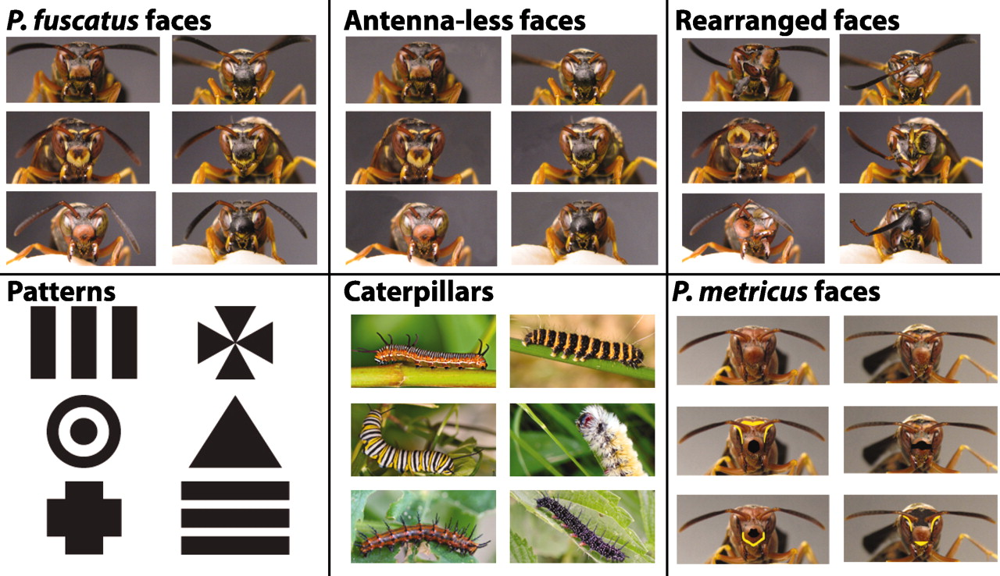 P. fuscatus faces
Antenna-less faces
Rearranged faces
Patterns
Caterpillars
P. metricus faces